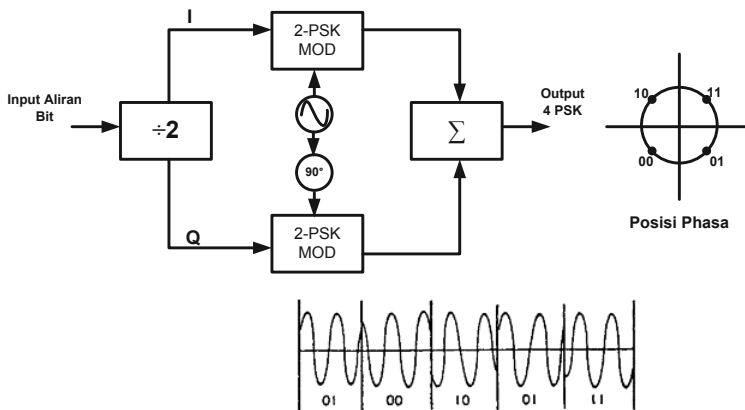 I
2-PSK
MOD
Input Aliran
Bit
÷2
90°
Σ
Output
4 PSK
Q
2-PSK
MOD
10
11
00
01
Posisi Phasa
01
00
10
01
11